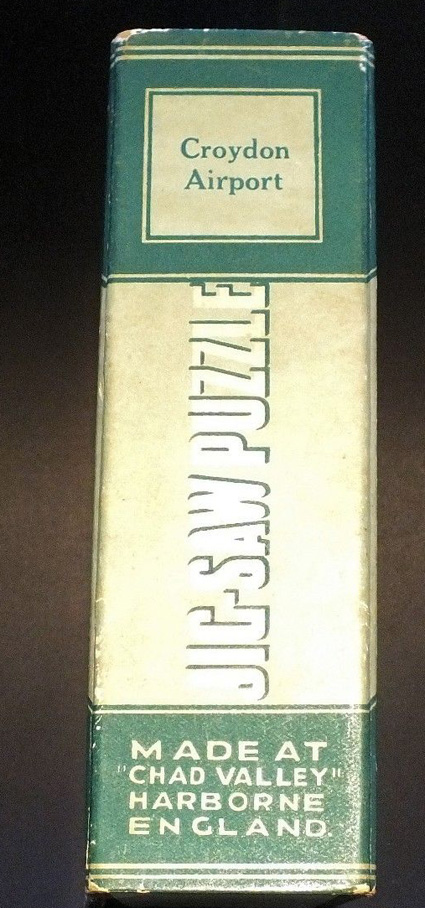 Croydon
Airport
JIG-SAW PUZZLE
MADE AT
"CHAD VALLEY"
HARBORNE
ENGLAND.